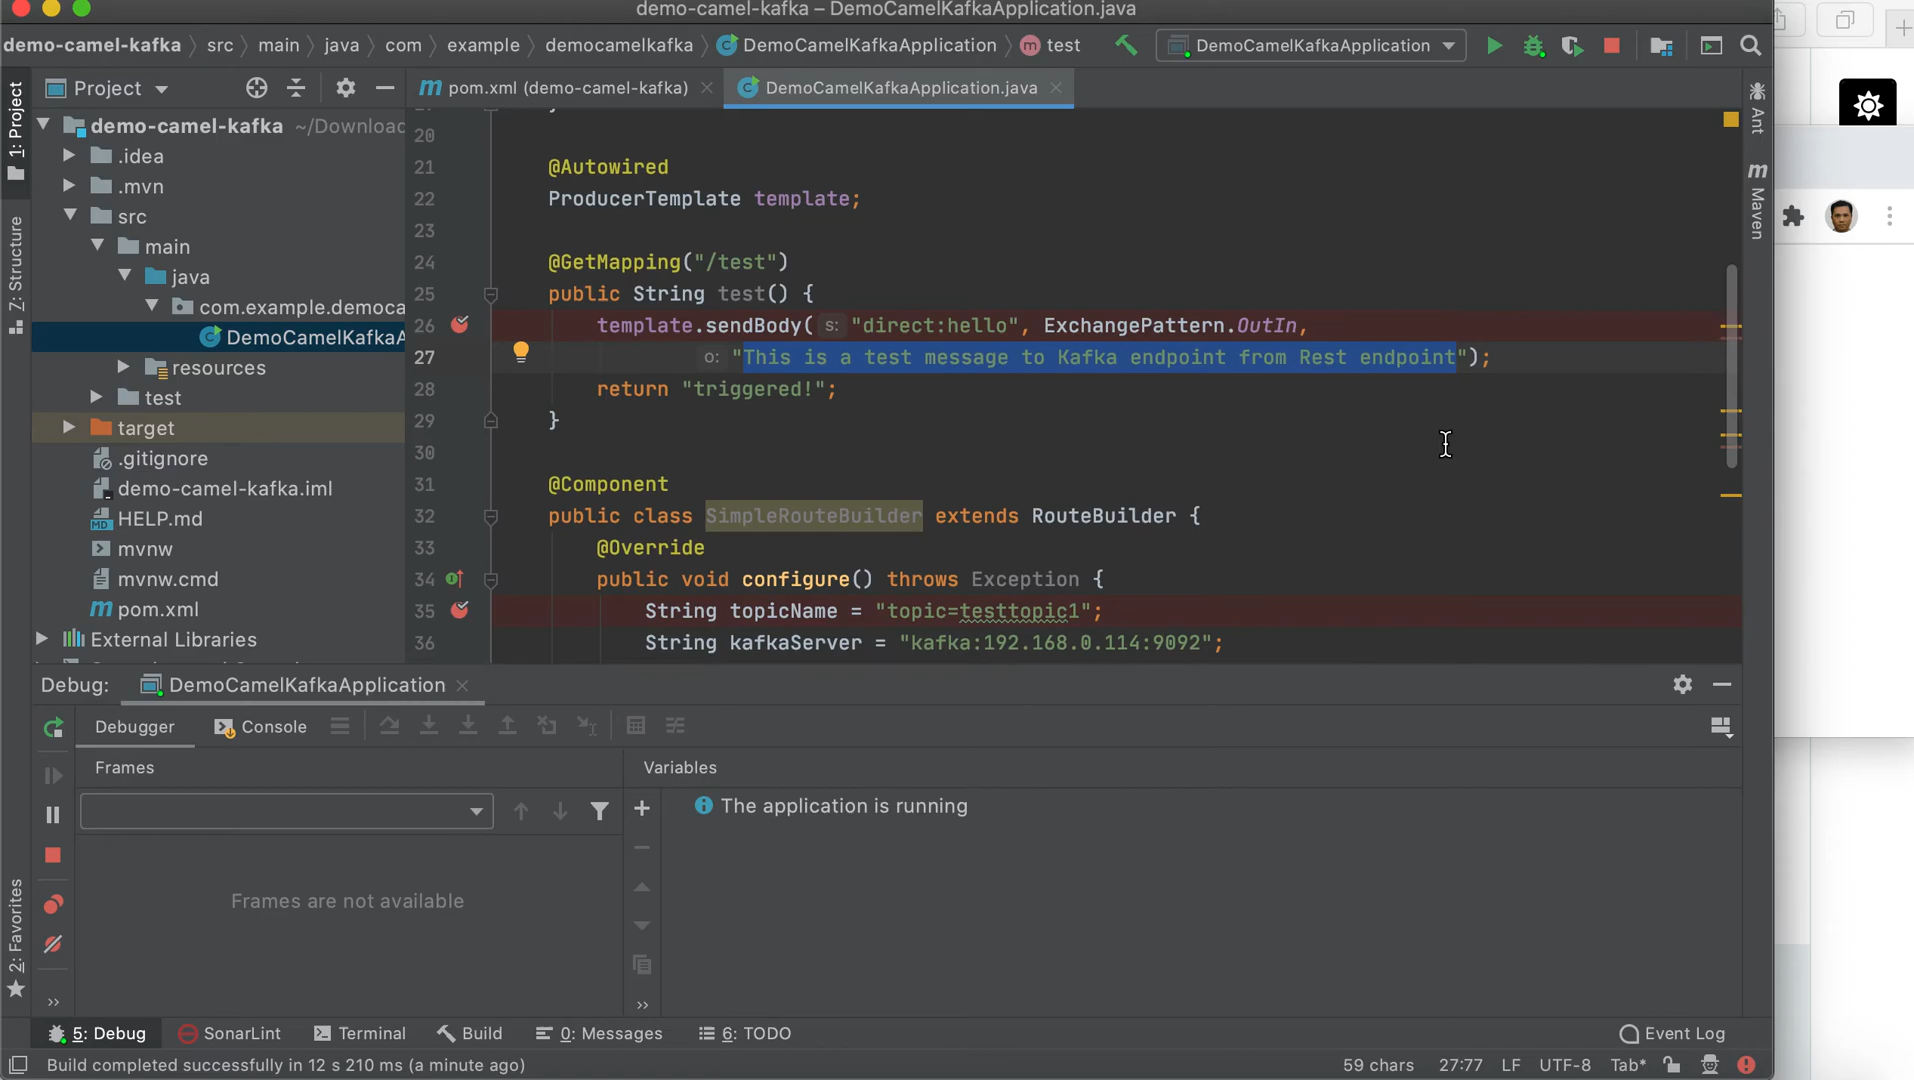 demo-camel-kafka – DemoCamelKafkaApplication.java
demo-camel-kafka > src > main > java > com > example > democamelkafka > DemoCamelKafkaApplication > test
DemoCamelKafkaApplication
1: Project
Z: Structure
2: Favorites
Project
pom.xml (demo-camel-kafka)
DemoCamelKafkaApplication.java
demo-camel-kafka ~/Downloac
.idea
.mvn
src
main
java
com.example.democa
DemoCamelKafkaA
resources
test
target
.gitignore
demo-camel-kafka.iml
HELP.md
mvnw
mvnw.cmd
pom.xml
External Libraries
20
21 @Autowired
22 ProducerTemplate template;
23
24 @GetMapping("/test")
25 public String test() {
26 template.sendBody( s: "direct:hello", ExchangePattern.OutIn,
27 o: "This is a test message to Kafka endpoint from Rest endpoint");
28 return "triggered!";
29 }
30
31 @Component
32 public class SimpleRouteBuilder extends RouteBuilder {
33 @Override
34 public void configure() throws Exception {
35 String topicName = "topic=testtopic1";
36 String kafkaServer = "kafka:192.168.0.114:9092";
Ant
Maven
Debug: DemoCamelKafkaApplication
Debugger
Console
Frames
Variables
The application is running
Frames are not available
5: Debug
SonarLint
Terminal
Build
0: Messages
6: TODO
Event Log
Build completed successfully in 12 s 210 ms (a minute ago)
59 chars
27:77
LF
UTF-8
Tab*